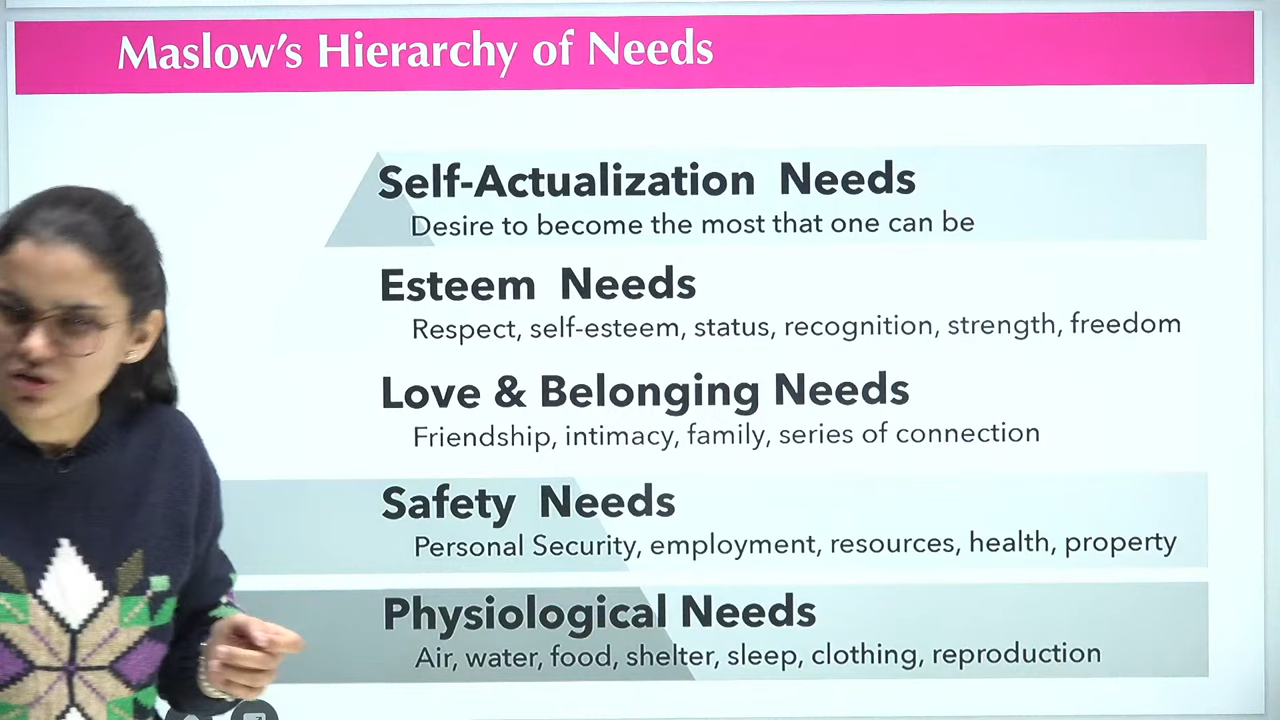 Maslow's Hierarchy of Needs
Self-Actualization Needs
Desire to become the most that one can be
Esteem Needs
Respect, self-esteem, status, recognition, strength, freedom
Love & Belonging Needs
Friendship, intimacy, family, series of connection
Safety Needs
Personal Security, employment, resources, health, property
Physiological Needs
Air, water, food, shelter, sleep, clothing, reproduction